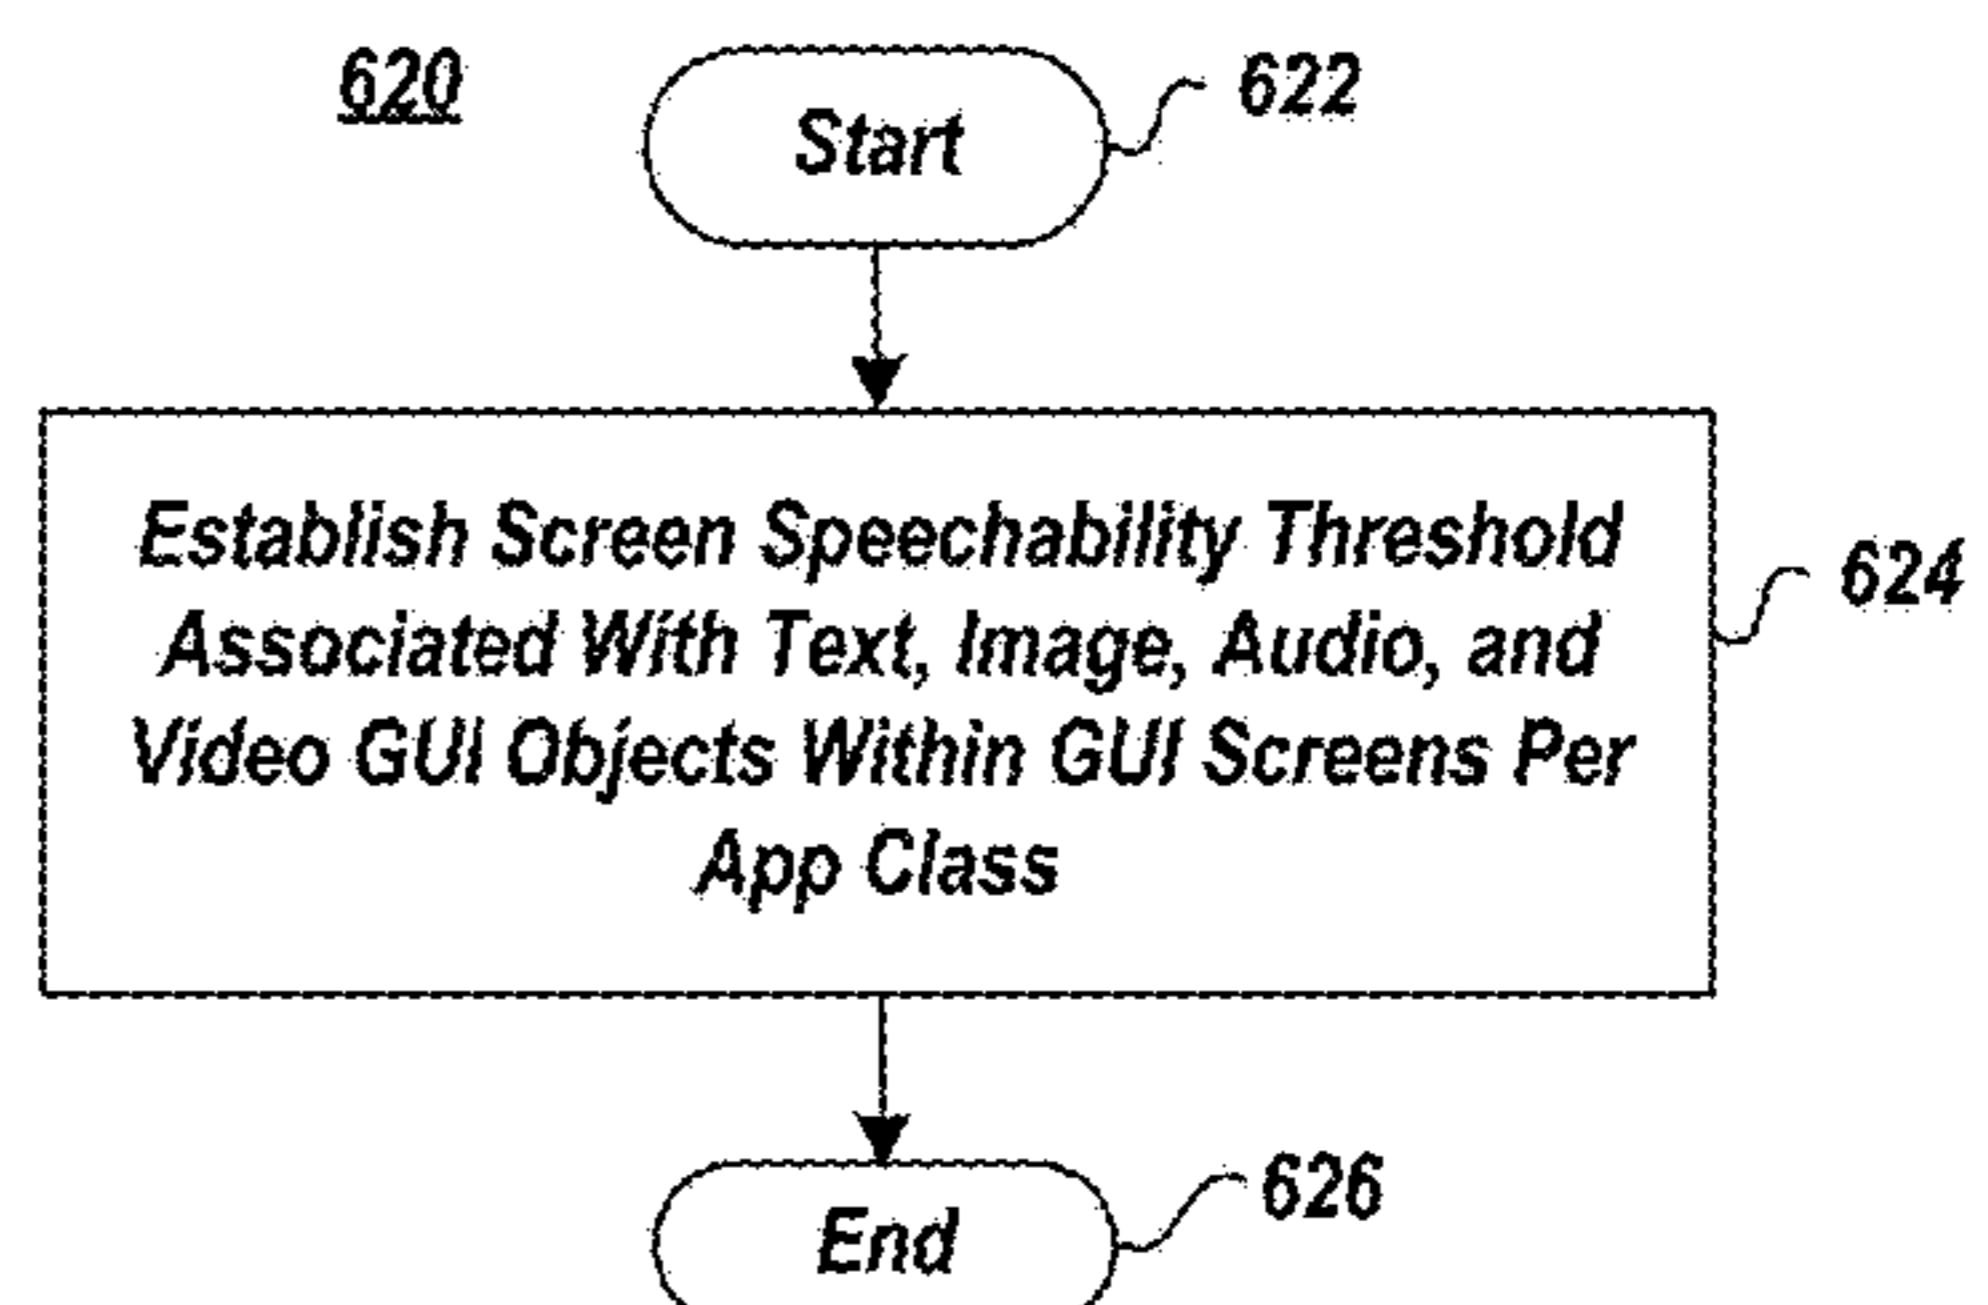 620
Start
622
Establish Screen Speechability Threshold
Associated With Text, Image, Audio, and
Video GUI Objects Within GUI Screens Per
App Class
624
End
626